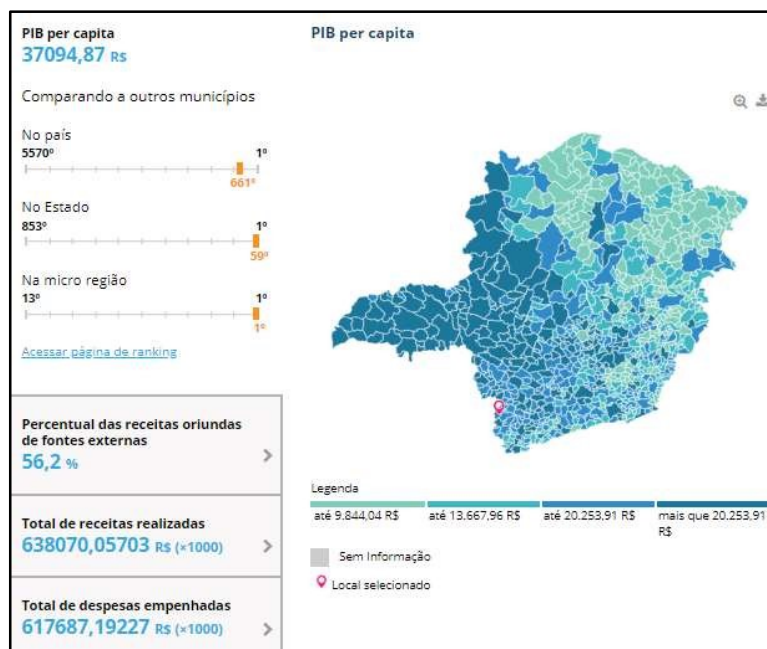 PIB per capita
37094,87 R$
Comparando a outros municípios
No país
5570º 1º
661º
No Estado
853º 1º
59º
Na micro região
13º 1º
1º
Acessar página de ranking
Percentual das receitas oriundas
de fontes externas
56,2 %
Total de receitas realizadas
638070,05703 R$ (×1000)
Total de despesas empenhadas
617687,19227 R$ (×1000)
PIB per capita
Legenda
até 9.844,04 R$ até 13.667,96 R$ até 20.253,91 R$ mais que 20.253,91
R$
Sem Informação
Local selecionado